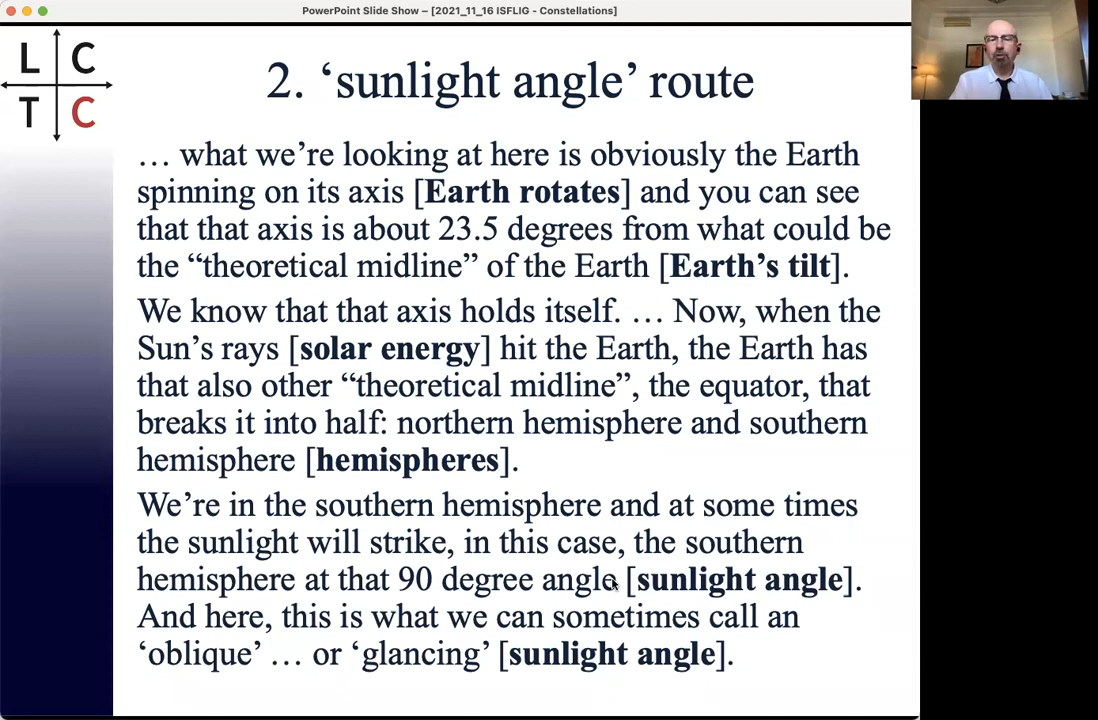 PowerPoint Slide Show – [2021_11_16 ISFLIG - Constellations]
L C
T C
2. ‘sunlight angle’ route
… what we’re looking at here is obviously the Earth
spinning on its axis [Earth rotates] and you can see
that that axis is about 23.5 degrees from what could be
the “theoretical midline” of the Earth [Earth’s tilt].
We know that that axis holds itself. … Now, when the
Sun’s rays [solar energy] hit the Earth, the Earth has
that also other “theoretical midline”, the equator, that
breaks it into half: northern hemisphere and southern
hemisphere [hemispheres].
We’re in the southern hemisphere and at some times
the sunlight will strike, in this case, the southern
hemisphere at that 90 degree angle [sunlight angle].
And here, this is what we can sometimes call an
‘oblique’ … or ‘glancing’ [sunlight angle].